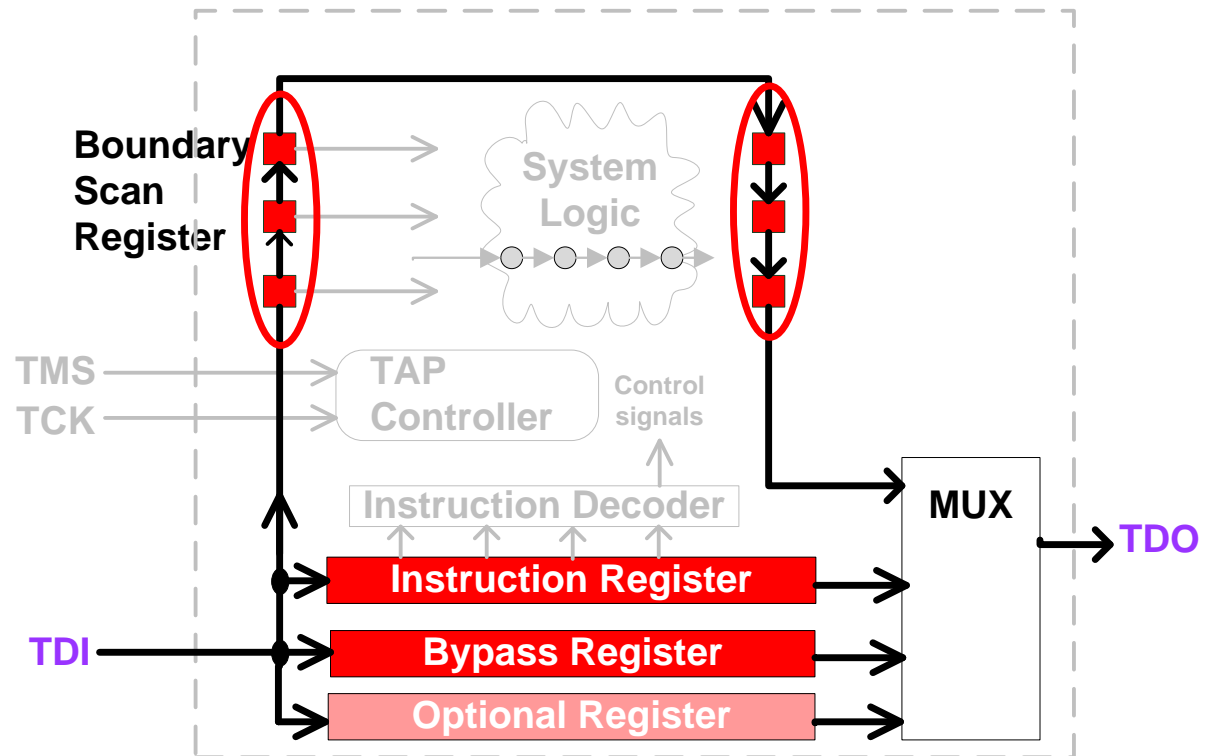 Boundary
Scan
Register
System
Logic
TMS
TCK
TAP
Controller
Control
signals
Instruction Decoder
MUX
TDO
Instruction Register
TDI
Bypass Register
Optional Register